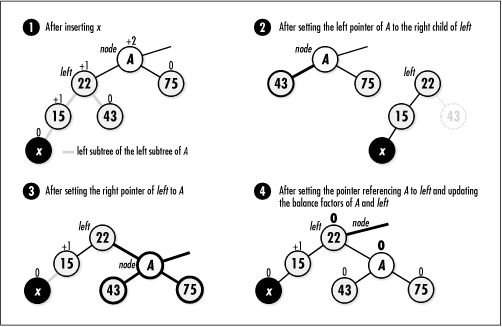 1 After inserting x
node +2
A
left +1
22
0
75
+1
15
0
43
0
x
left subtree of the left subtree of A
2 After setting the left pointer of A to the right child of left
node
A
43
75
left
22
15
43
x
3 After setting the right pointer of left to A
left
22
+1
15
node
A
0
x
43
75
4 After setting the pointer referencing A to left and updating
the balance factors of A and left
0
left
node
22
+1
15
0
A
0
x
0
43
0
75